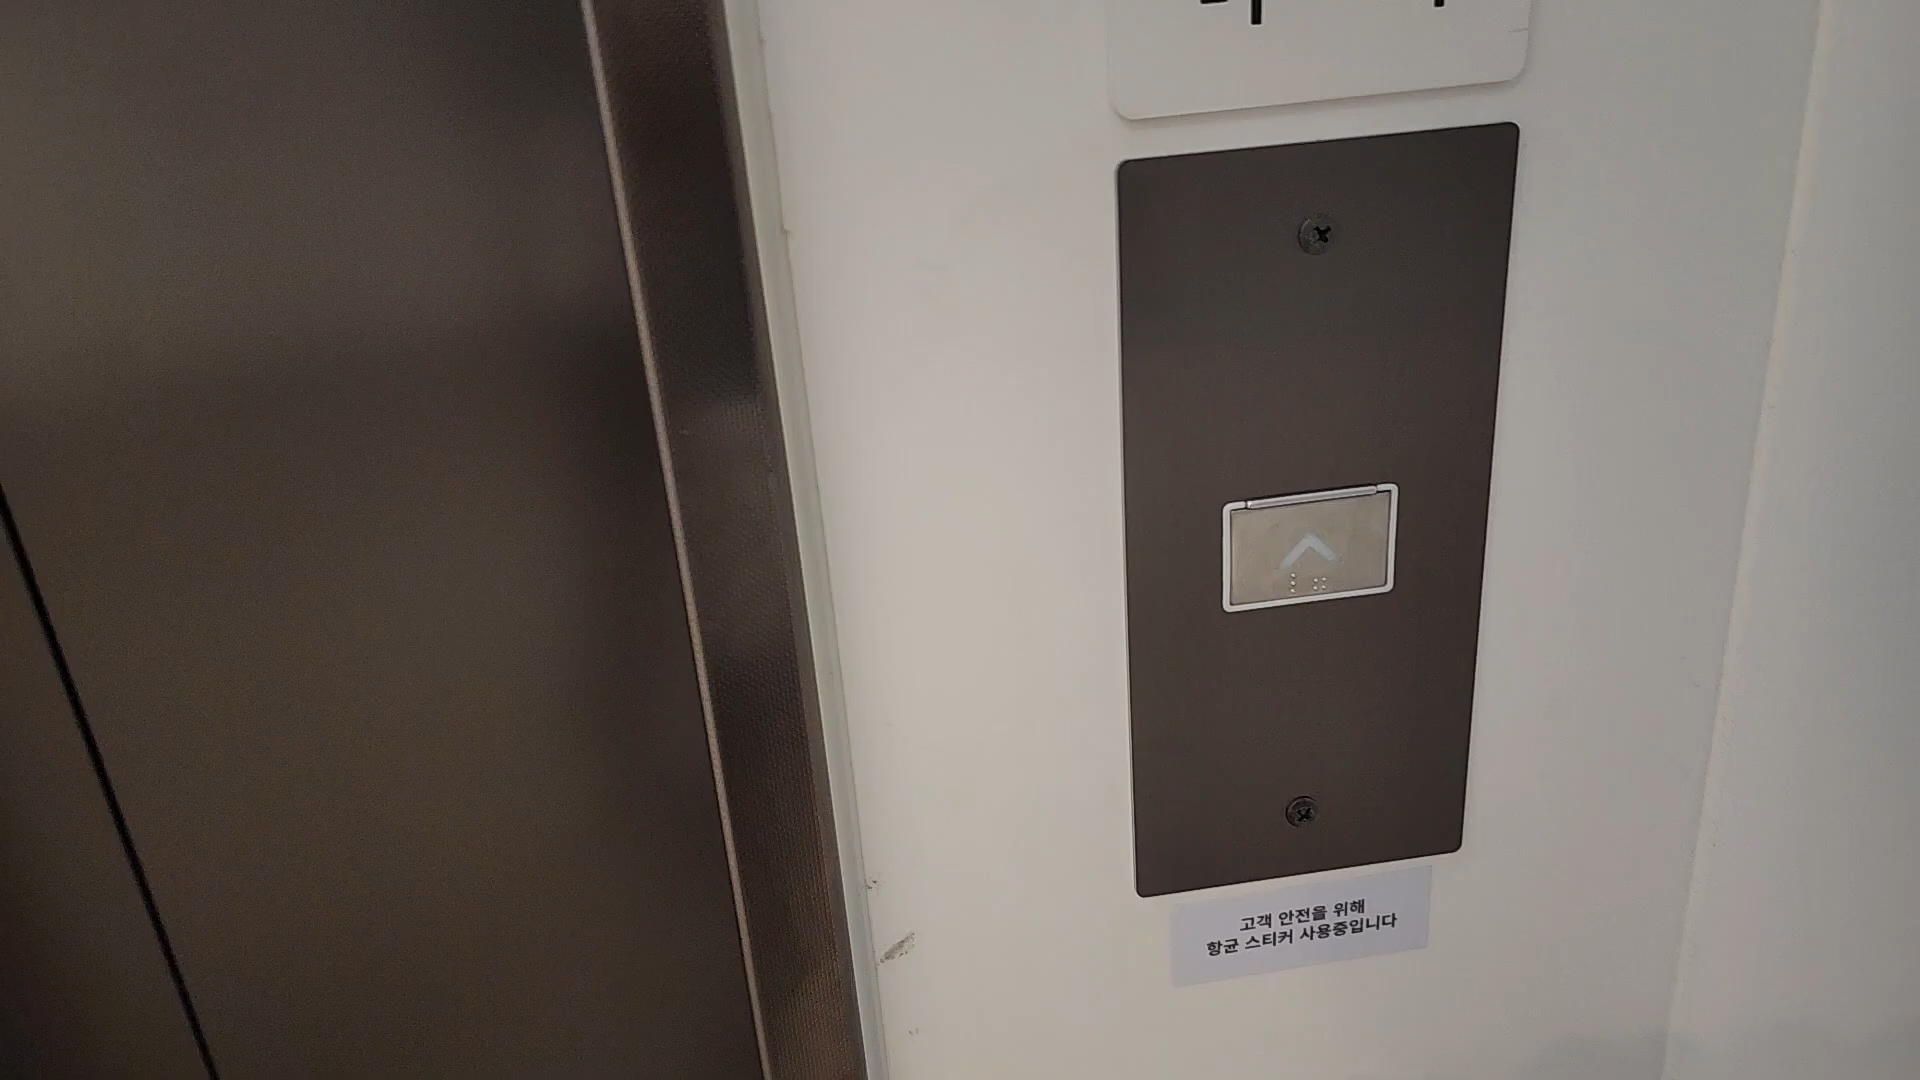 고객 안전을 위해
항균 스티커 사용중입니다